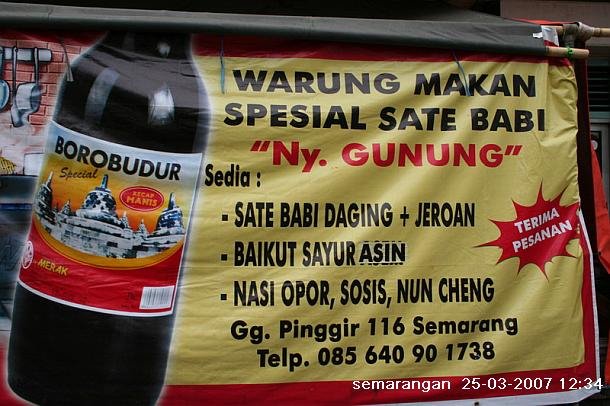 WARUNG MAKAN
SPESIAL SATE BABI
"Ny. GUNUNG"
Sedia :
- SATE BABI DAGING + JEROAN
- BAIKUT SAYUR ASIN
- NASI OPOR, SOSIS, NUN CHENG
Gg. Pinggir 116 Semarang
Telp. 085 640 90 1738
TERIMA
PESANAN
BOROBUDUR
Special
KECAP
MANIS
MERAK
semarangan 25-03-2007 12:34